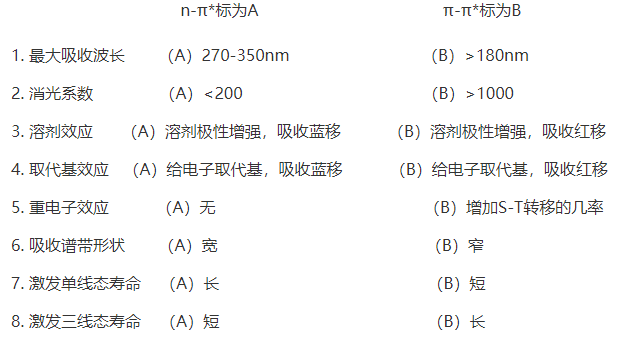 n-π*标为A π-π*标为B
1. 最大吸收波长 （A）270-350nm （B）>180nm
2. 消光系数 （A）<200 （B）>1000
3. 溶剂效应 （A）溶剂极性增强，吸收蓝移 （B）溶剂极性增强，吸收红移
4. 取代基效应 （A）给电子取代基，吸收蓝移 （B）给电子取代基，吸收红移
5. 重电子效应 （A）无 （B）增加S-T转移的几率
6. 吸收谱带形状 （A）宽 （B）窄
7. 激发单线态寿命 （A）长 （B）短
8. 激发三线态寿命 （A）短 （B）长